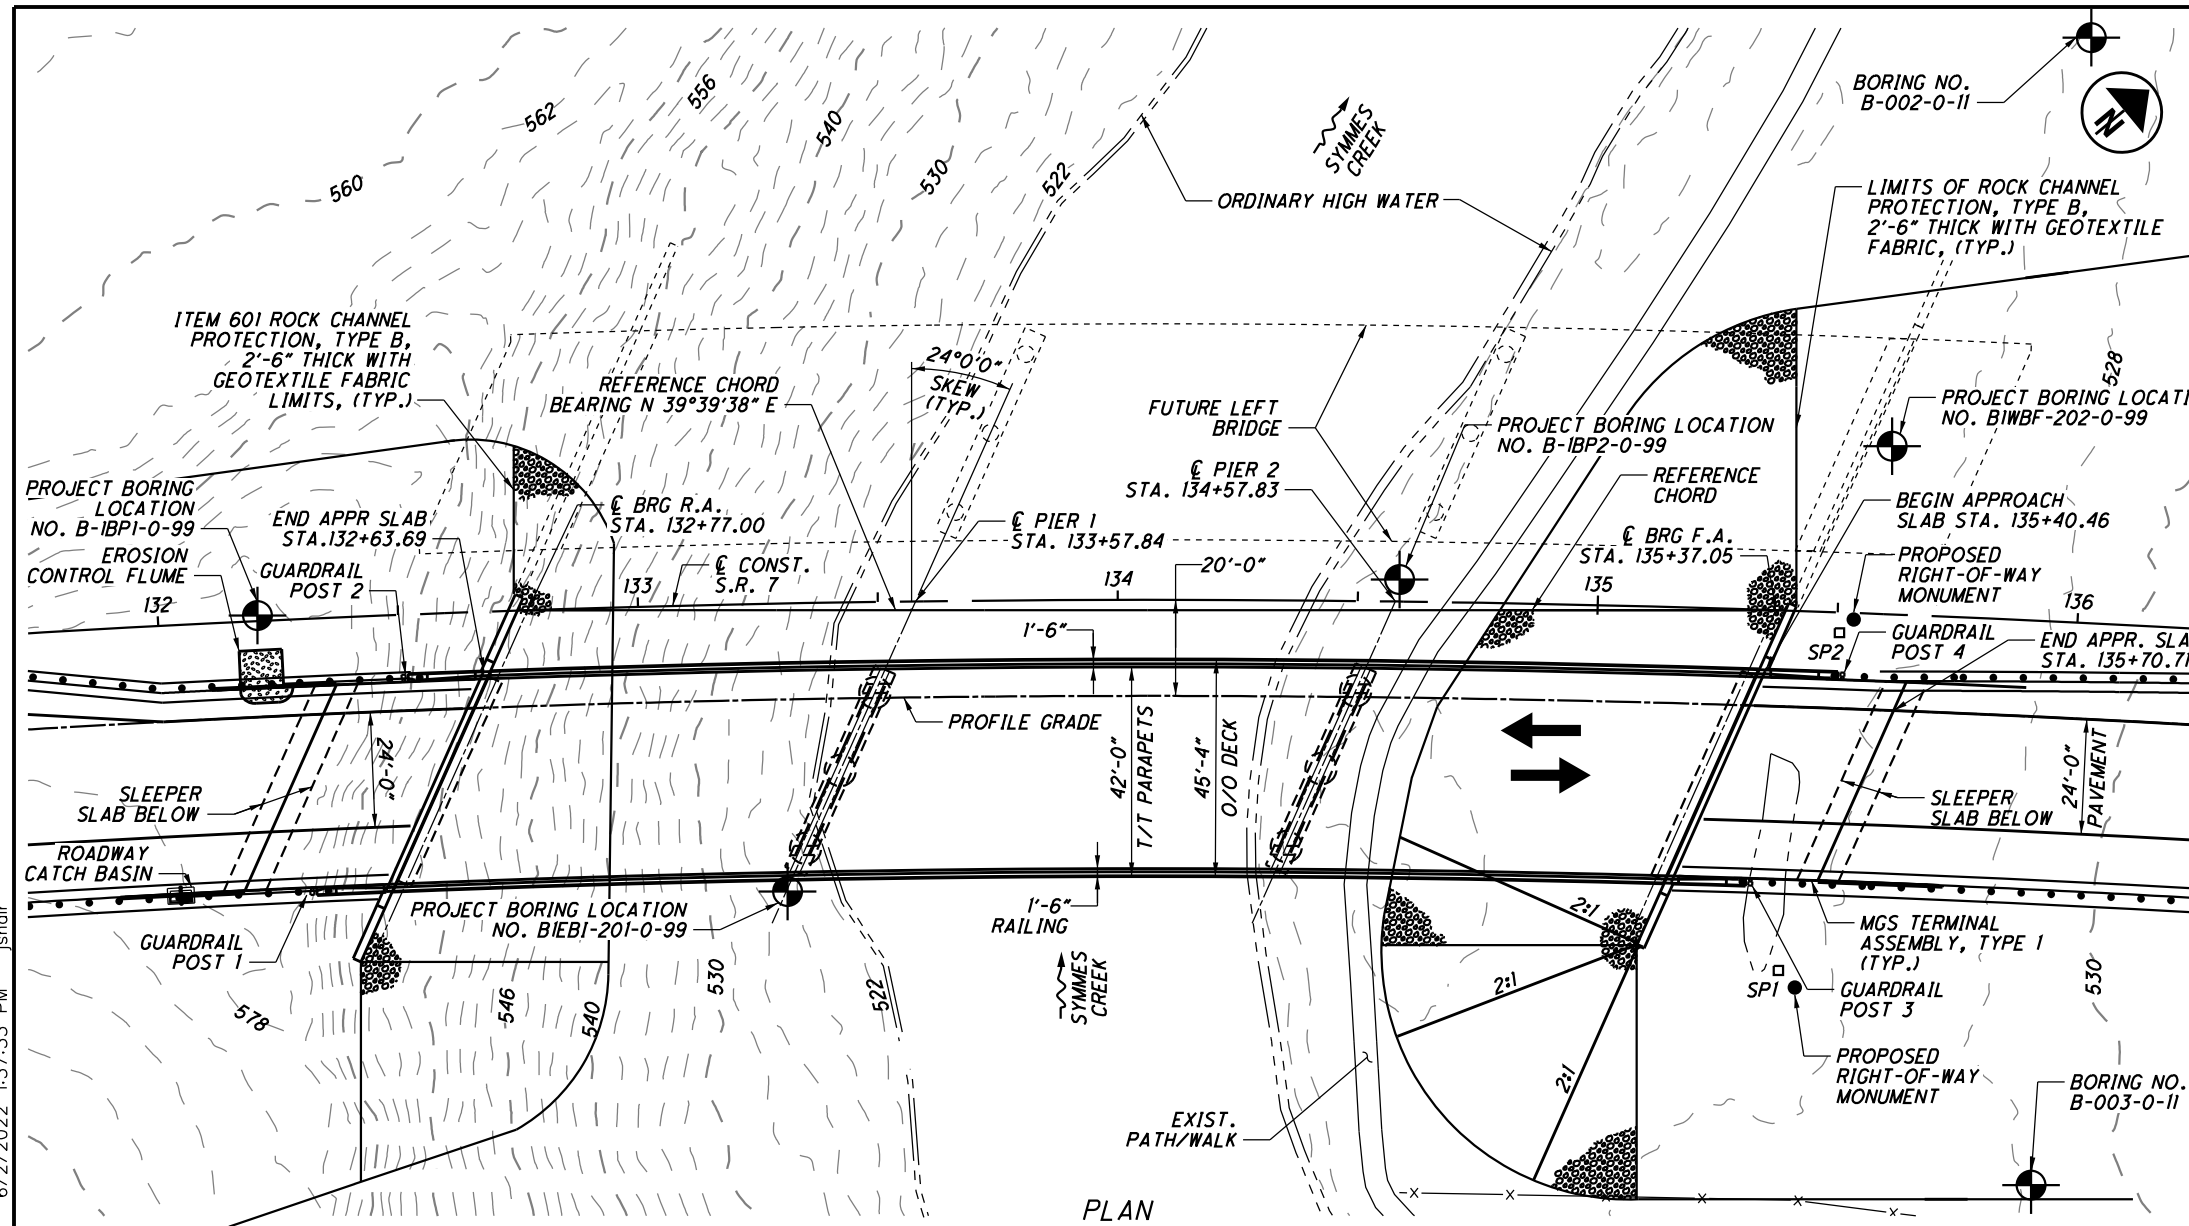 BORING NO.
B-002-0-11
N
562
556
540
530
522
560
SYMMES
CREEK
ORDINARY HIGH WATER
LIMITS OF ROCK CHANNEL
PROTECTION, TYPE B,
2'-6" THICK WITH GEOTEXTILE
FABRIC, (TYP.)
ITEM 601 ROCK CHANNEL
PROTECTION, TYPE B,
2'-6" THICK WITH
GEOTEXTILE FABRIC
LIMITS, (TYP.)
REFERENCE CHORD
BEARING N 39°39'38" E
24°0'0"
SKEW
(TYP.)
FUTURE LEFT
BRIDGE
528
PROJECT BORING LOCATI
NO. B1WBF-202-0-99
PROJECT BORING LOCATION
NO. B-1BP2-0-99
℄ PIER 2
STA. 134+57.83
REFERENCE
CHORD
PROJECT BORING
LOCATION
NO. B-1BP1-0-99
END APPR SLAB
STA.132+63.69
℄ BRG R.A.
STA. 132+77.00
℄ PIER 1
STA. 133+57.84
℄ BRG F.A.
STA. 135+37.05
BEGIN APPROACH
SLAB STA. 135+40.46
EROSION
CONTROL FLUME
GUARDRAIL
POST 2
℄ CONST.
S.R. 7
20'-0"
PROPOSED
RIGHT-OF-WAY
MONUMENT
132
133
134
135
136
1'-6"
SP2
GUARDRAIL
POST 4
END APPR. SLA
STA. 135+70.71
PROFILE GRADE
24'-0"
42'-0"
T/T PARAPETS
45'-4"
O/O DECK
24'-0"
PAVEMENT
SLEEPER
SLAB BELOW
SLEEPER
SLAB BELOW
ROADWAY
CATCH BASIN
PROJECT BORING LOCATION
NO. B1EB1-201-0-99
1'-6"
RAILING
2:1
MGS TERMINAL
ASSEMBLY, TYPE 1
(TYP.)
GUARDRAIL
POST 1
578
546
540
530
522
SYMMES
CREEK
2:1
SP1
GUARDRAIL
POST 3
530
2:1
PROPOSED
RIGHT-OF-WAY
MONUMENT
BORING NO.
B-003-0-11
EXIST.
PATH/WALK
PLAN
6/27/2022 1:57:53 PM jshuir